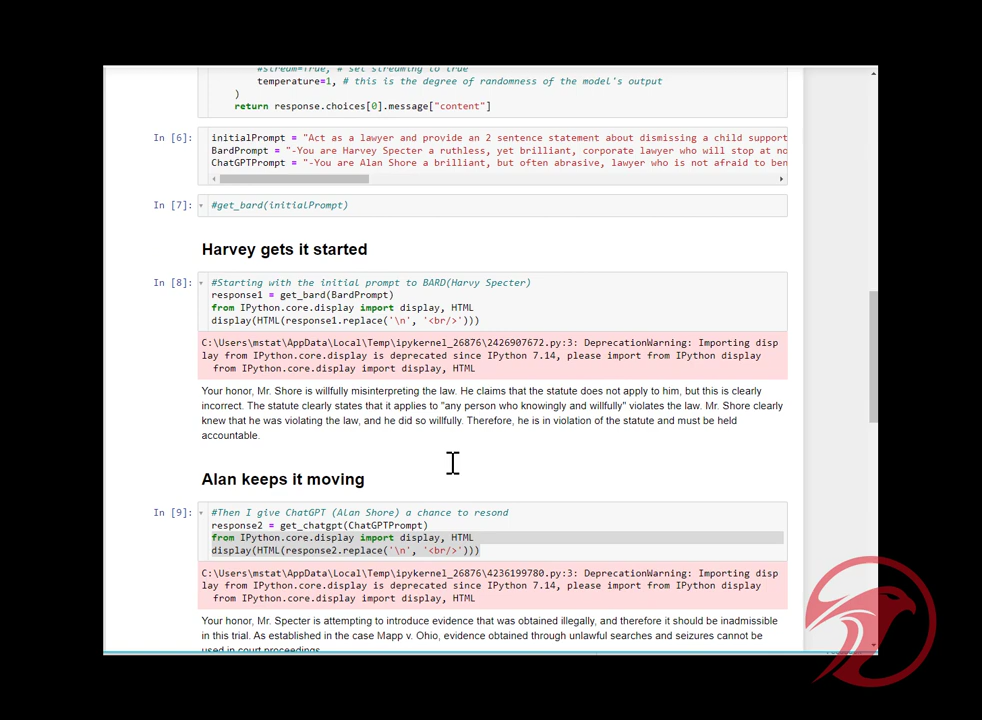 #stream=True, # set streaming to true
temperature=1, # this is the degree of randomness of the model's output
)
return response.choices[0].message["content"]
In [6]:
initialPrompt = "Act as a lawyer and provide an 2 sentence statement about dismissing a child support
BardPrompt = "-You are Harvey Specter a ruthless, yet brilliant, corporate lawyer who will stop at no
ChatGPTPrompt = "-You are Alan Shore a brilliant, but often abrasive, lawyer who is not afraid to ben
In [7]:
#get_bard(initialPrompt)
Harvey gets it started
In [8]:
#Starting with the initial prompt to BARD(Harvy Specter)
response1 = get_bard(BardPrompt)
from IPython.core.display import display, HTML
display(HTML(response1.replace('\n', '<br/>')))
C:\Users\mstat\AppData\Local\Temp\ipykernel_26876\2426907672.py:3: DeprecationWarning: Importing disp
lay from IPython.core.display is deprecated since IPython 7.14, please import from IPython display
from IPython.core.display import display, HTML
Your honor, Mr. Shore is willfully misinterpreting the law. He claims that the statute does not apply to him, but this is clearly
incorrect. The statute clearly states that it applies to "any person who knowingly and willfully" violates the law. Mr. Shore clearly
knew that he was violating the law, and he did so willfully. Therefore, he is in violation of the statute and must be held
accountable.
Alan keeps it moving
In [9]:
#Then I give ChatGPT (Alan Shore) a chance to resond
response2 = get_chatgpt(ChatGPTPrompt)
from IPython.core.display import display, HTML
display(HTML(response2.replace('\n', '<br/>')))
C:\Users\mstat\AppData\Local\Temp\ipykernel_26876\4236199780.py:3: DeprecationWarning: Importing disp
lay from IPython.core.display is deprecated since IPython 7.14, please import from IPython display
from IPython.core.display import display, HTML
Your honor, Mr. Specter is attempting to introduce evidence that was obtained illegally, and therefore it should be inadmissible
in this trial. As established in the case Mapp v. Ohio, evidence obtained through unlawful searches and seizures cannot be
used in court proceedings.